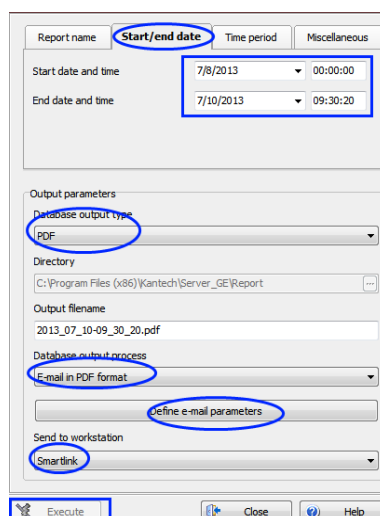 Report name Start/end date Time period Miscellaneous
Start date and time 7/8/2013 00:00:00
End date and time 7/10/2013 09:30:20
Output parameters
Database output type
PDF
Directory
C:\Program Files (x86)\Kantech\Server_GE\Report ...
Output filename
2013_07_10-09_30_20.pdf
Database output process
E-mail in PDF format
Define e-mail parameters
Send to workstation
Smartlink
Execute Close Help